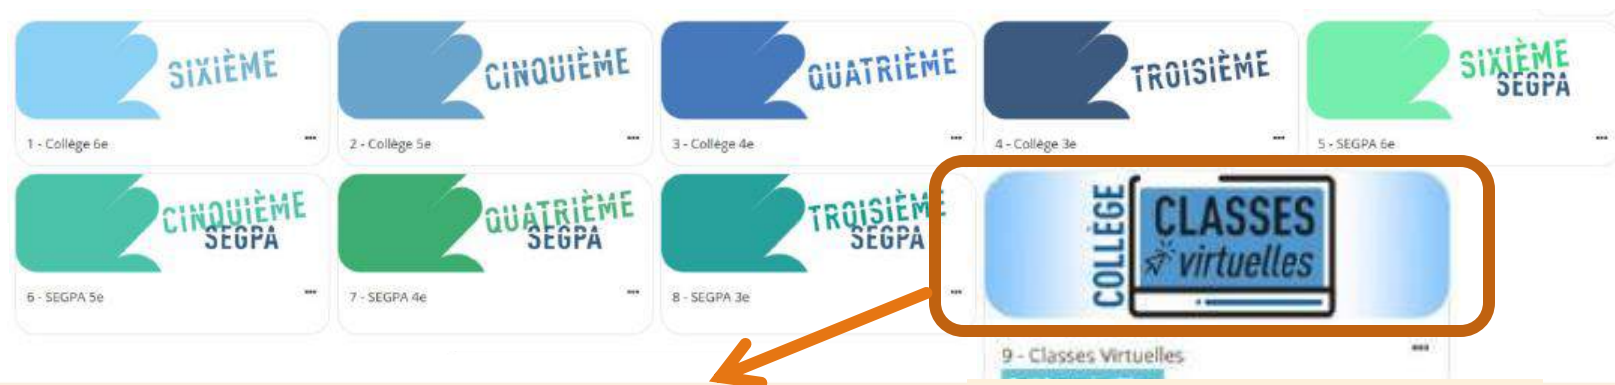 SIXIÈME
CINQUIÈME
QUATRIÈME
TROISIÈME
SIXIÈME
SEGPA
1 - Collège 6e
2 - Collège 5e
3 - Collège 4e
4 - Collège 3e
5 - SEGPA 6e
CINQUIÈME
SEGPA
QUATRIÈME
SEGPA
TROISIÈME
SEGPA
COLLÈGE
CLASSES
virtuelles
6 - SEGPA 5e
7 - SEGPA 4e
8 - SEGPA 3e
9 - Classes Virtuelles